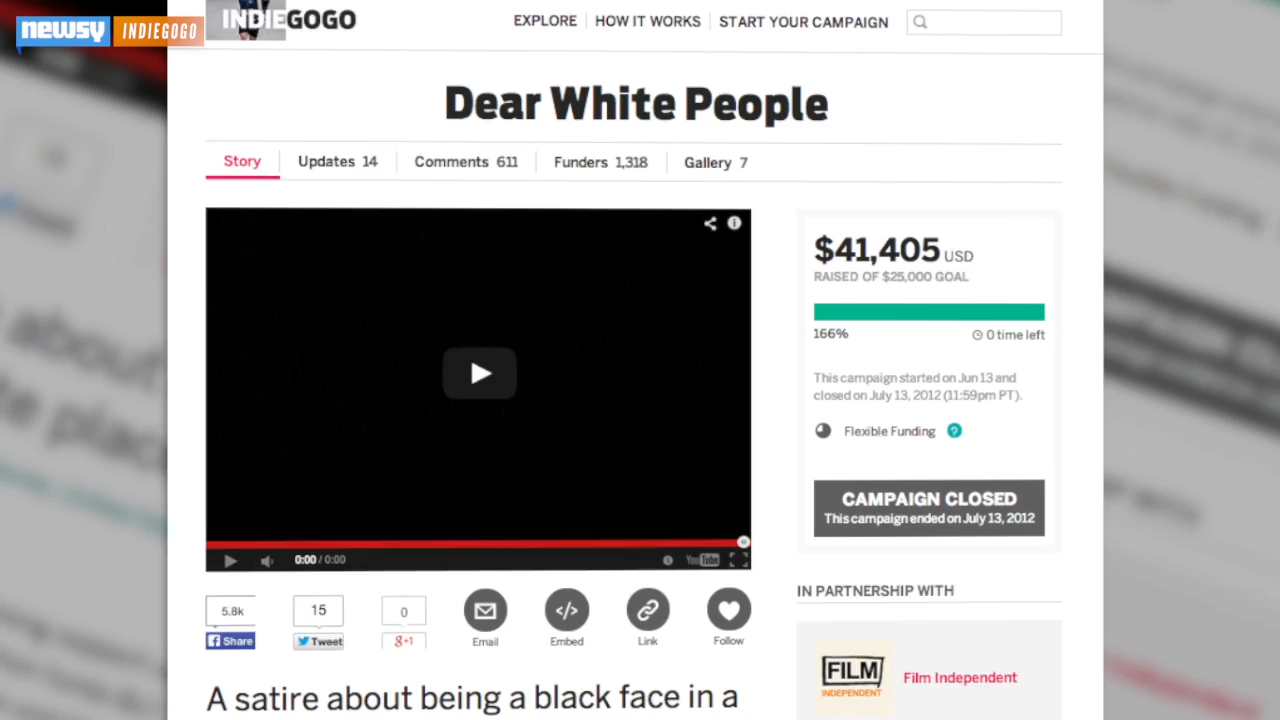 newsy INDIEGOGO
INDIEGOGO
EXPLORE HOW IT WORKS START YOUR CAMPAIGN
Dear White People
Story Updates 14 Comments 611 Funders 1,318 Gallery 7
$41,405 USD
RAISED OF $25,000 GOAL
166% 0 time left
This campaign started on Jun 13 and
closed on July 13, 2012 (11:59pm PT).
Flexible Funding ?
CAMPAIGN CLOSED
This campaign ended on July 13, 2012
0:00 / 0:00 YouTube
IN PARTNERSHIP WITH
5.8k 15 0
Share Tweet g+1 Email Embed Link Follow
FILM
INDEPENDENT
Film Independent
A satire about being a black face in a